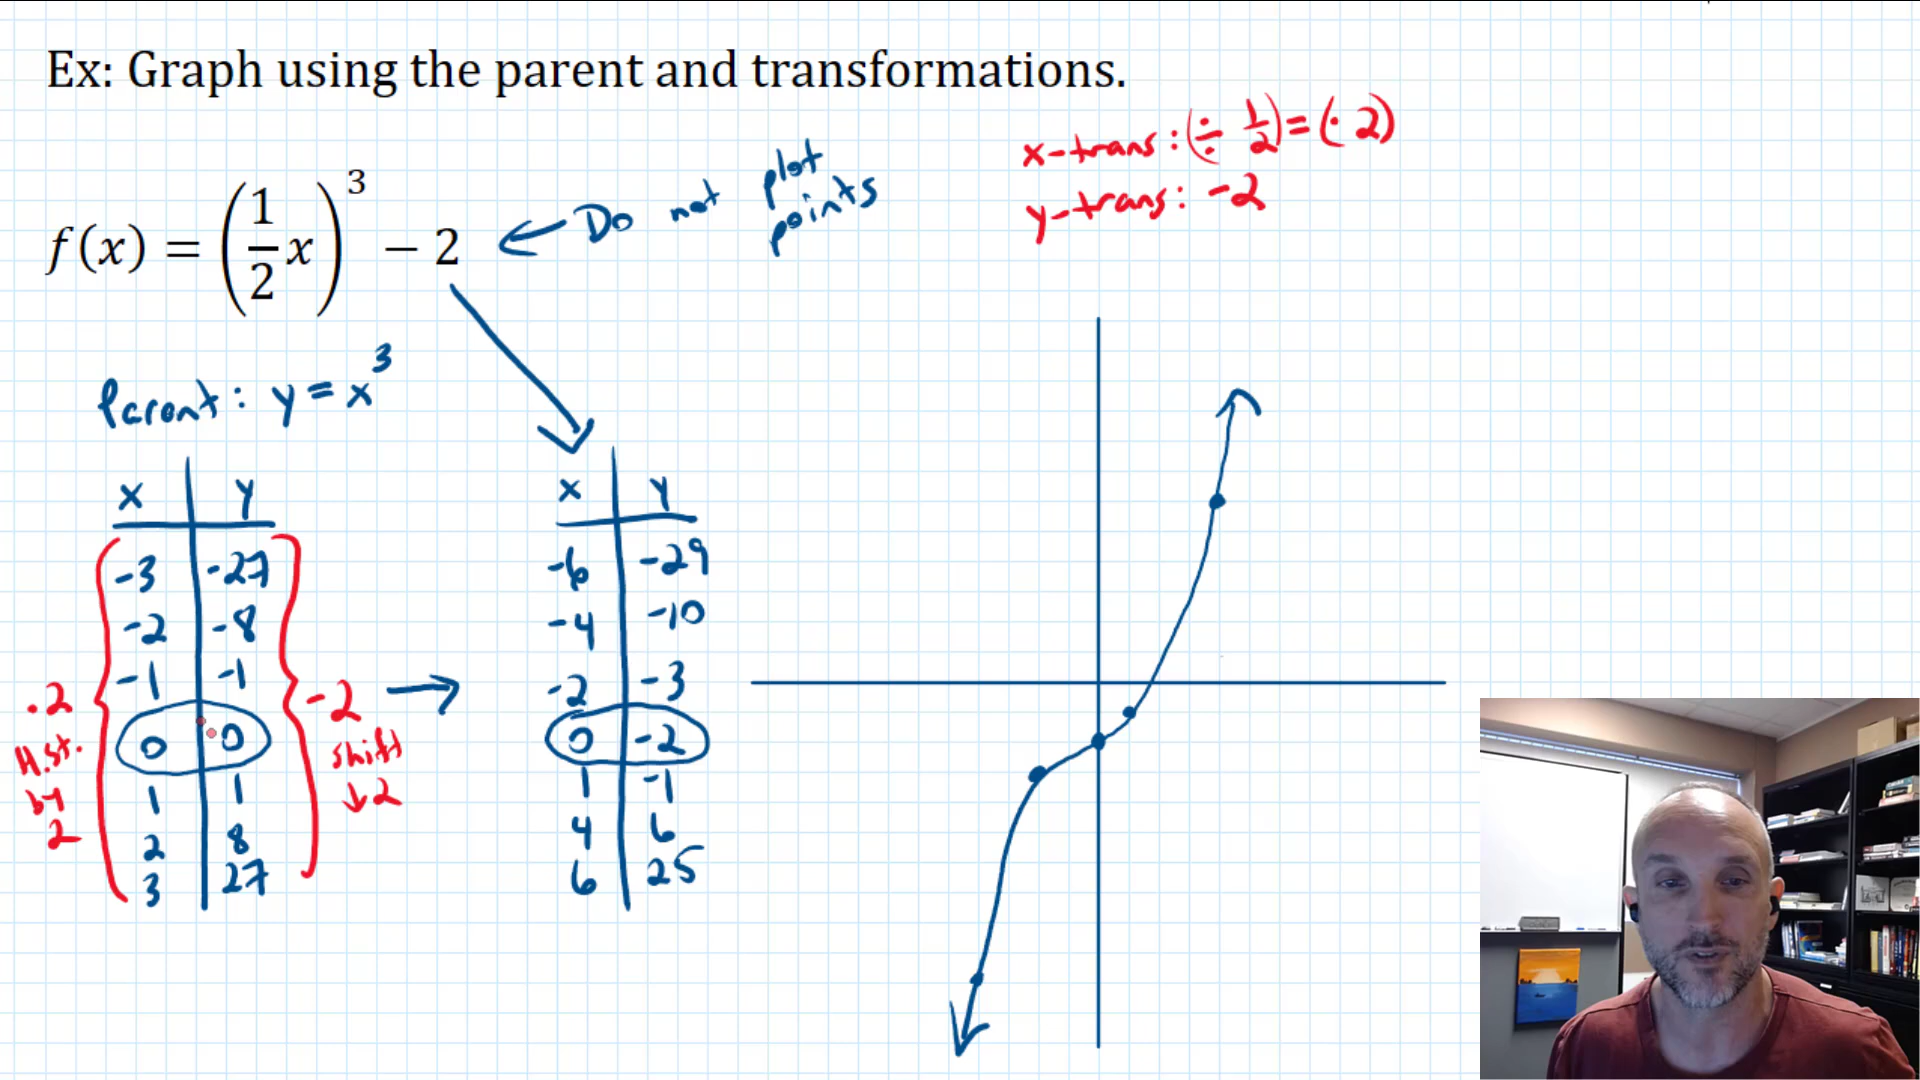 Ex: Graph using the parent and transformations.
x-trans: (÷ 1/2) = (· 2)
y-trans: -2
f(x) = (1/2 x)³ − 2
← Do not plot points
Parent: y = x³
x | y
-3 | -27
-2 | -8
-1 | -1
0 | 0
1 | 1
2 | 8
3 | 27
·2
H.st.
by
2
-2
shift
↓2
x | y
-6 | -29
-4 | -10
-2 | -3
0 | -2
1 | -1
4 | 6
6 | 25